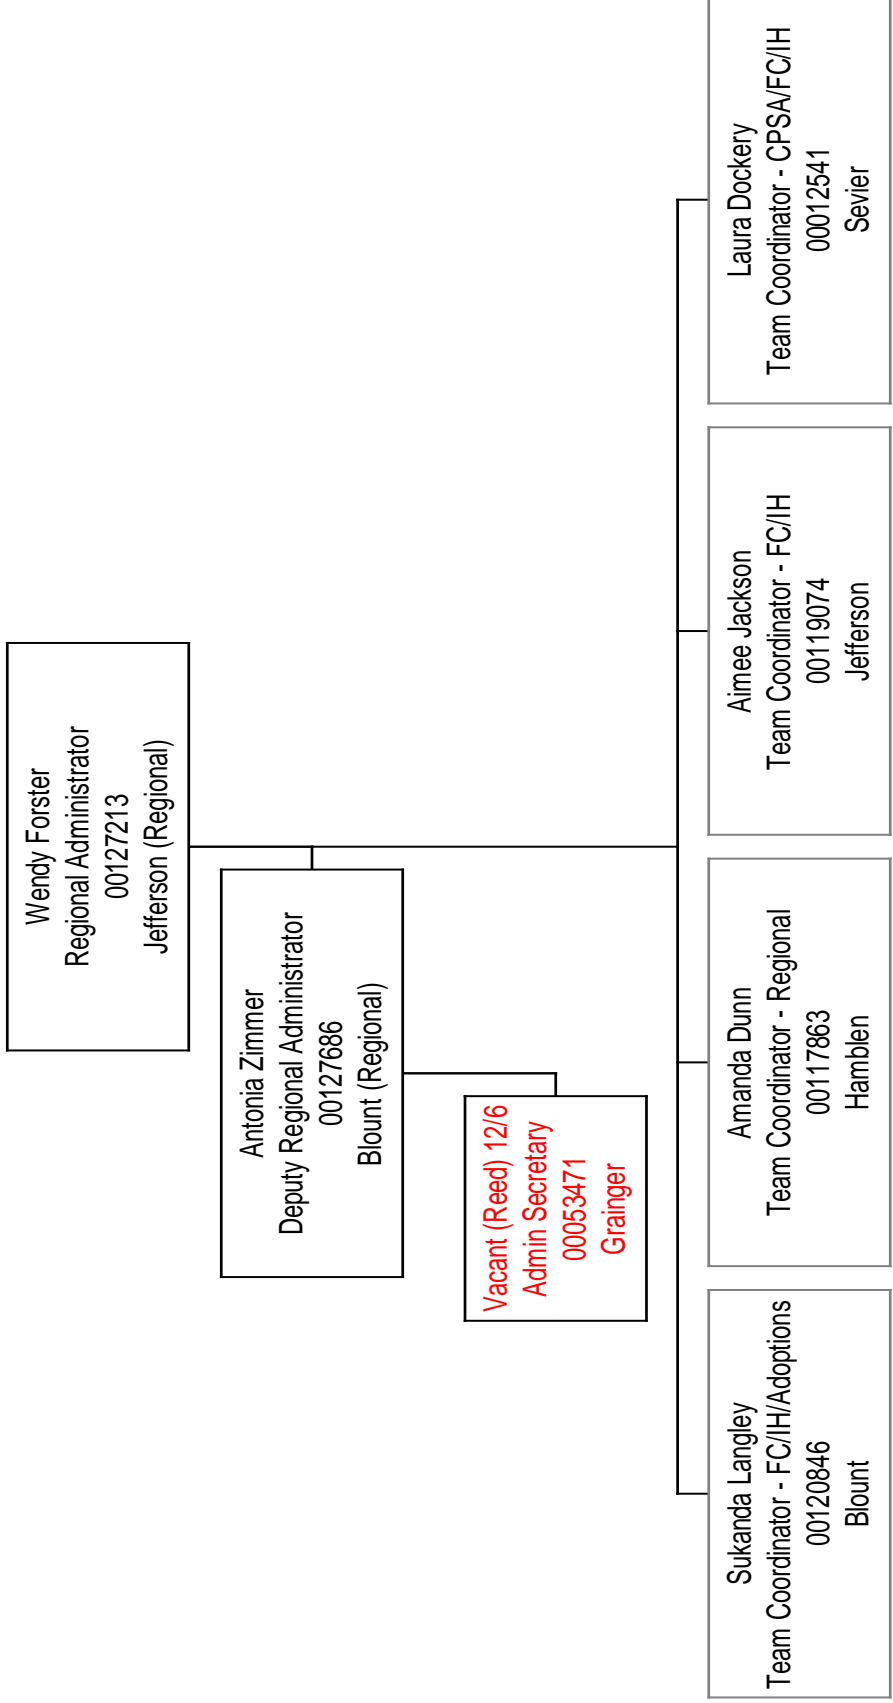 Wendy Forster
Regional Administrator
00127213
Jefferson (Regional)
Antonia Zimmer
Deputy Regional Administrator
00127686
Blount (Regional)
Vacant (Reed) 12/6
Admin Secretary
00053471
Grainger
Sukanda Langley
Team Coordinator - FC/IH/Adoptions
00120846
Blount
Amanda Dunn
Team Coordinator - Regional
00117863
Hamblen
Aimee Jackson
Team Coordinator - FC/IH
00119074
Jefferson
Laura Dockery
Team Coordinator - CPSA/FC/IH
00012541
Sevier